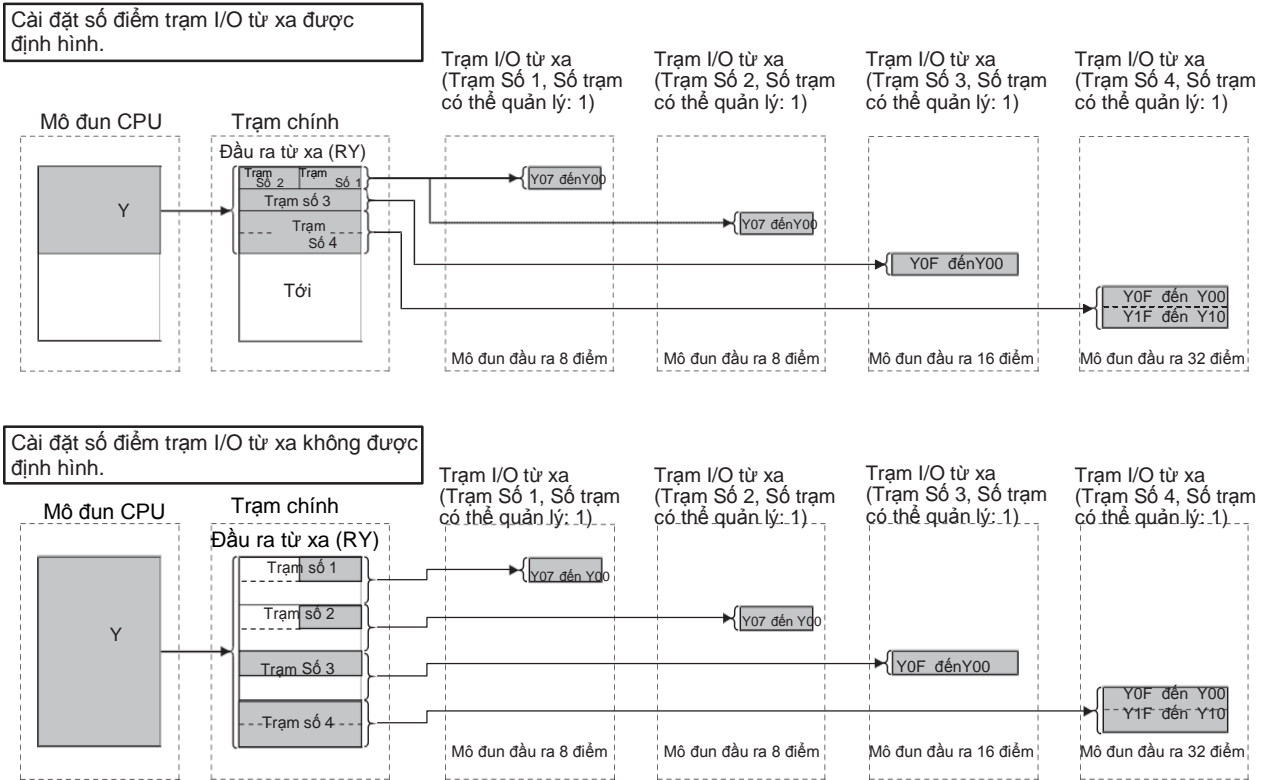 Cài đặt số điểm trạm I/O từ xa được
định hình.
Trạm I/O từ xa
(Trạm Số 1, Số trạm
có thể quản lý: 1)
Trạm I/O từ xa
(Trạm Số 2, Số trạm
có thể quản lý: 1)
Trạm I/O từ xa
(Trạm Số 3, Số trạm
có thể quản lý: 1)
Trạm I/O từ xa
(Trạm Số 4, Số trạm
có thể quản lý: 1)
Mô đun CPU
Trạm chính
Đầu ra từ xa (RY)
Trạm
Số 2
Trạm
Số 1
Y07 đếnY00
Trạm số 3
Y
Y07 đếnY00
Trạm
Số 4
Y0F đếnY00
Tới
Y0F đến Y00
Y1F đến Y10
Mô đun đầu ra 8 điểm
Mô đun đầu ra 8 điểm
Mô đun đầu ra 16 điểm
Mô đun đầu ra 32 điểm
Cài đặt số điểm trạm I/O từ xa không được
định hình.
Trạm I/O từ xa
(Trạm Số 1, Số trạm
có thể quản lý: 1)
Trạm I/O từ xa
(Trạm Số 2, Số trạm
có thể quản lý: 1)
Trạm I/O từ xa
(Trạm Số 3, Số trạm
có thể quản lý: 1)
Trạm I/O từ xa
(Trạm Số 4, Số trạm
có thể quản lý: 1)
Mô đun CPU
Trạm chính
Đầu ra từ xa (RY)
Trạm số 1
Y07 đến Y00
Trạm số 2
Y07 đến Y00
Y
Trạm Số 3
Y0F đếnY00
Trạm số 4
Y0F đến Y00
Y1F đến Y10
Mô đun đầu ra 8 điểm
Mô đun đầu ra 8 điểm
Mô đun đầu ra 16 điểm
Mô đun đầu ra 32 điểm